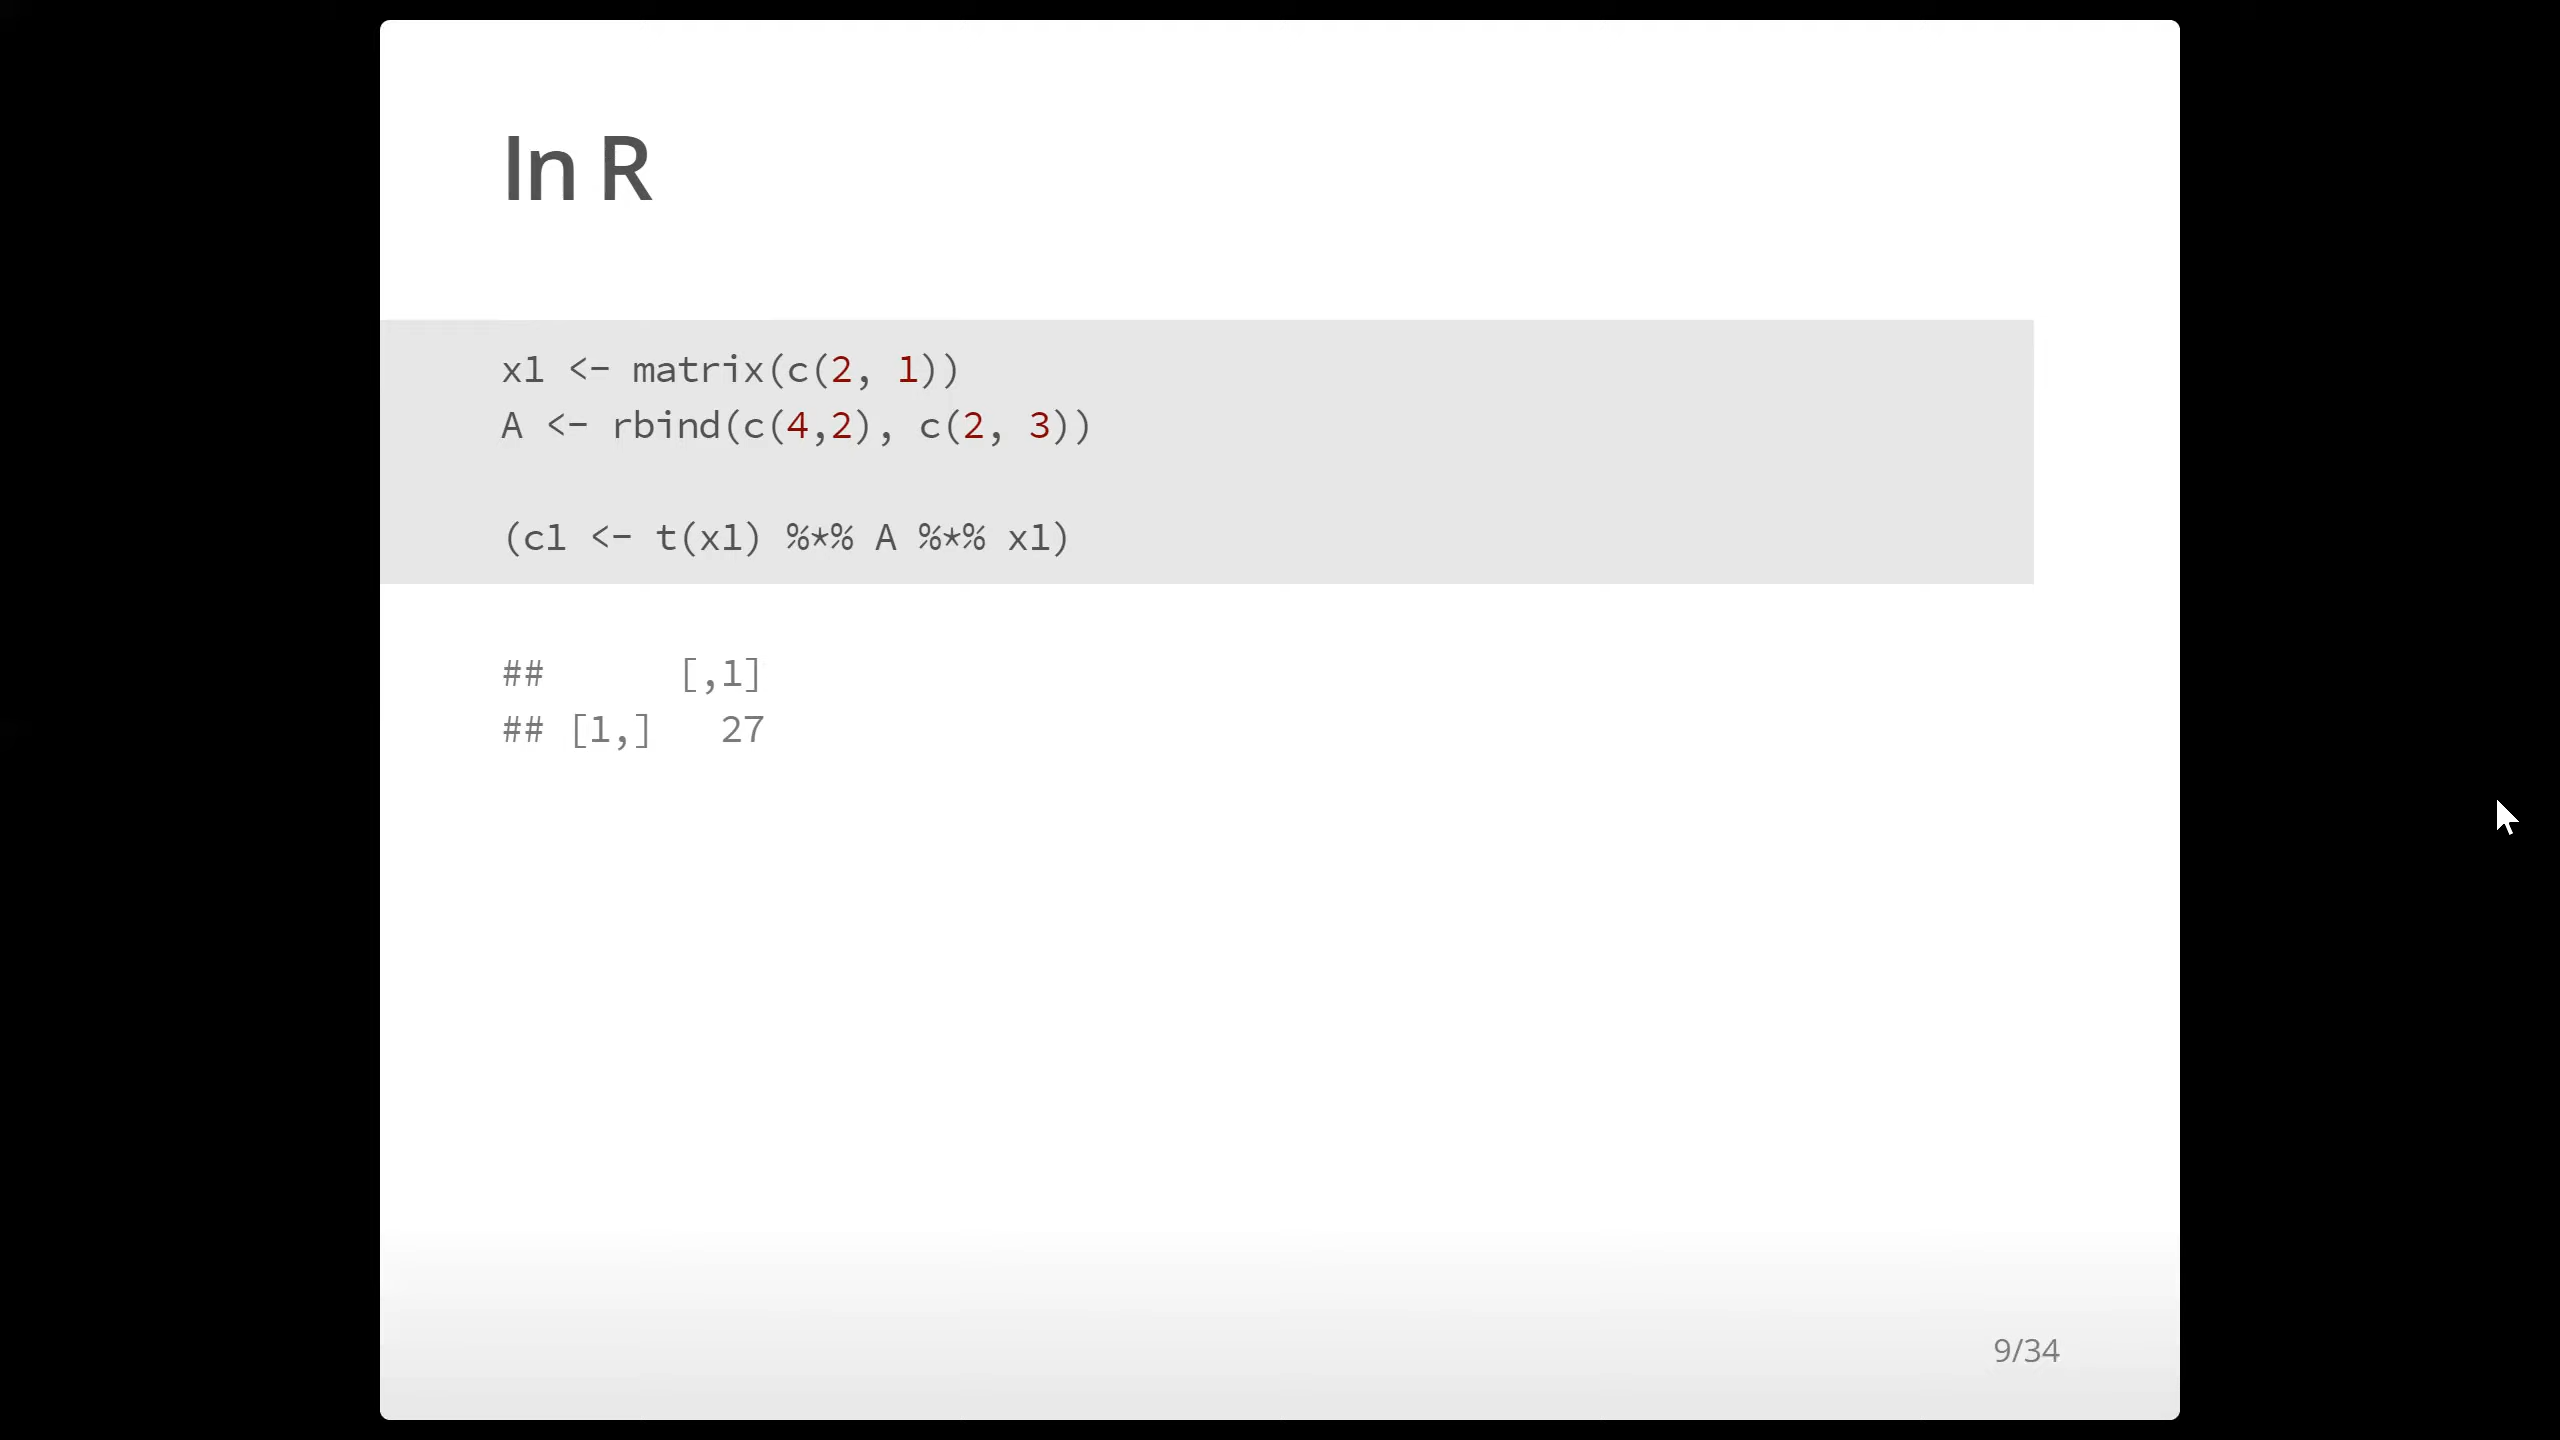 In R
x1 <- matrix(c(2, 1))
A <- rbind(c(4,2), c(2, 3))
(c1 <- t(x1) %*% A %*% x1)
##      [,1]
## [1,]   27
9/34